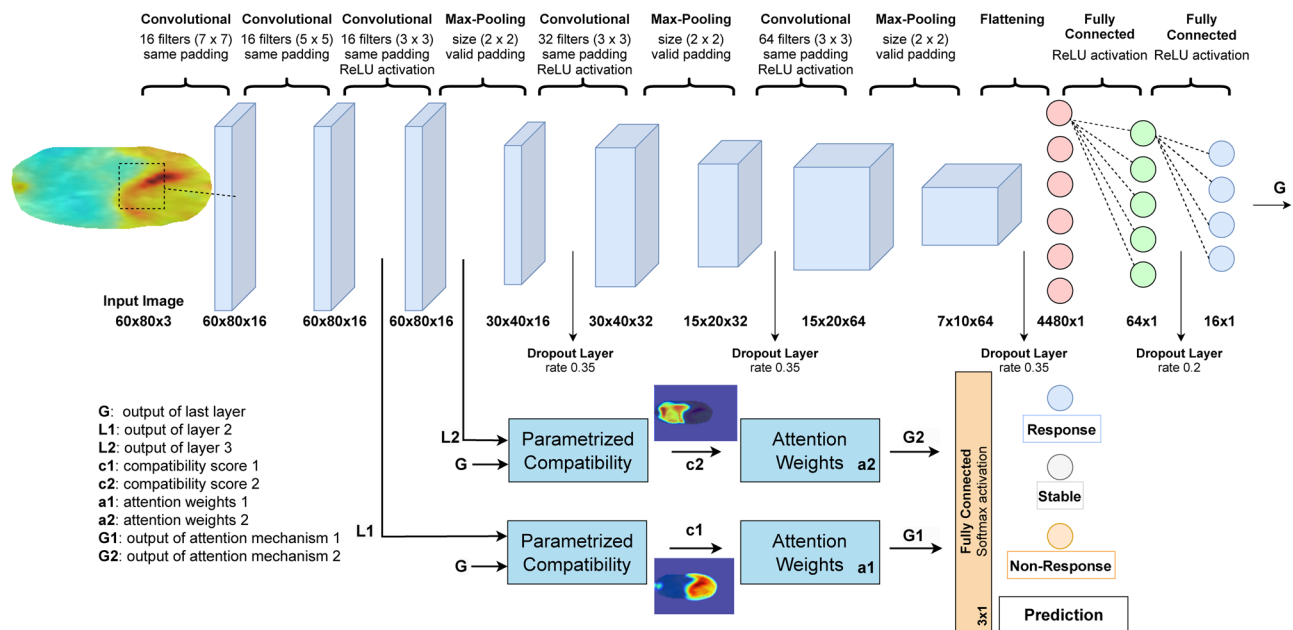 Convolutional
16 filters (7 x 7)
same padding
Convolutional
16 filters (5 x 5)
same padding
Convolutional
16 filters (3 x 3)
same padding
ReLU activation
Max-Pooling
size (2 x 2)
valid padding
Convolutional
32 filters (3 x 3)
same padding
ReLU activation
Max-Pooling
size (2 x 2)
valid padding
Convolutional
64 filters (3 x 3)
same padding
ReLU activation
Max-Pooling
size (2 x 2)
valid padding
Flattening
Fully
Connected
ReLU activation
Fully
Connected
ReLU activation
G
Input Image
60x80x3
60x80x16
60x80x16
60x80x16
30x40x16
30x40x32
15x20x32
15x20x64
7x10x64
4480x1
64x1
16x1
Dropout Layer
rate 0.35
Dropout Layer
rate 0.35
Dropout Layer
rate 0.35
Dropout Layer
rate 0.2
G: output of last layer
L1: output of layer 2
L2: output of layer 3
c1: compatibility score 1
c2: compatibility score 2
a1: attention weights 1
a2: attention weights 2
G1: output of attention mechanism 1
G2: output of attention mechanism 2
L2
G
Parametrized
Compatibility
c2
Attention
Weights
a2
G2
L1
G
Parametrized
Compatibility
c1
Attention
Weights
a1
G1
Fully Connected
Softmax activation
3x1
Response
Stable
Non-Response
Prediction